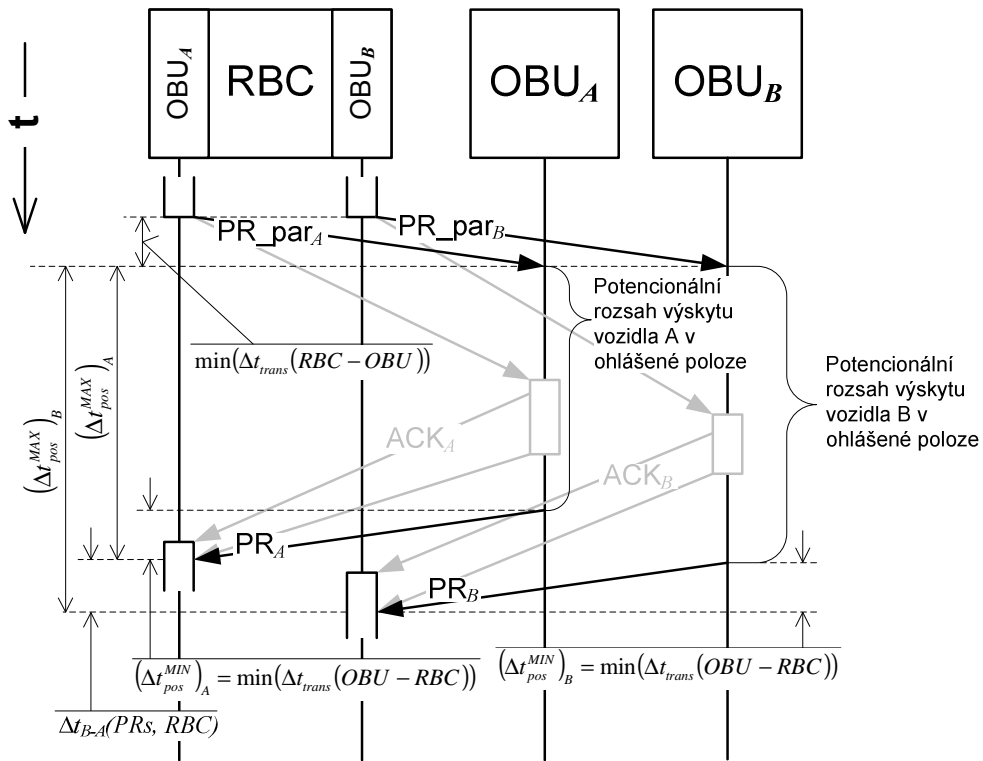 t
OBU_A
RBC
OBU_B
OBU_A
OBU_B
PR_par_A
PR_par_B
Potencionální
rozsah výskytu
vozidla A v
ohlášené poloze
min(Δt_trans(RBC − OBU))
Potencionální
rozsah výskytu
vozidla B v
ohlášené poloze
(Δt_pos^MAX)_B
(Δt_pos^MAX)_A
ACK_A
ACK_B
PR_A
PR_B
(Δt_pos^MIN)_A = min(Δt_trans(OBU − RBC))
(Δt_pos^MIN)_B = min(Δt_trans(OBU − RBC))
Δt_B-A(PRs, RBC)